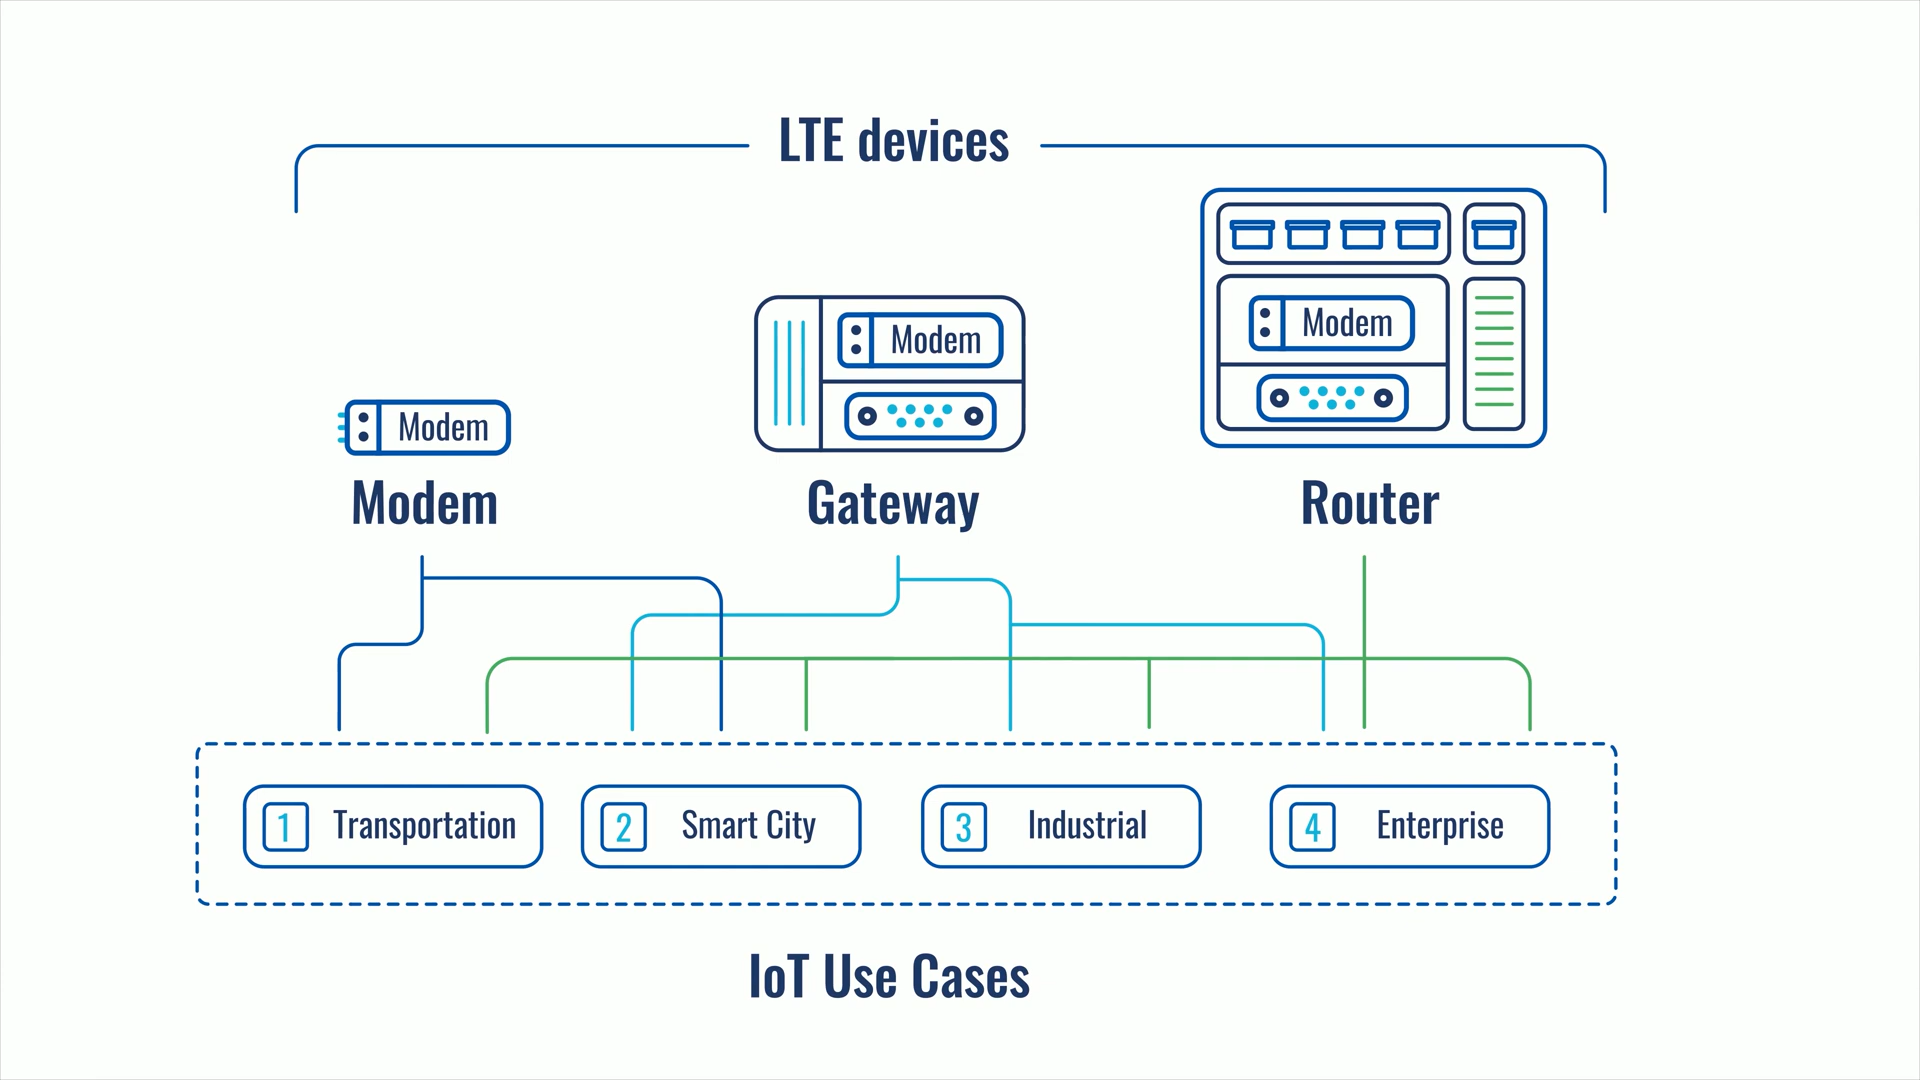 LTE devices
Modem
Modem
Modem
Modem
Gateway
Router
1 Transportation
2 Smart City
3 Industrial
4 Enterprise
IoT Use Cases